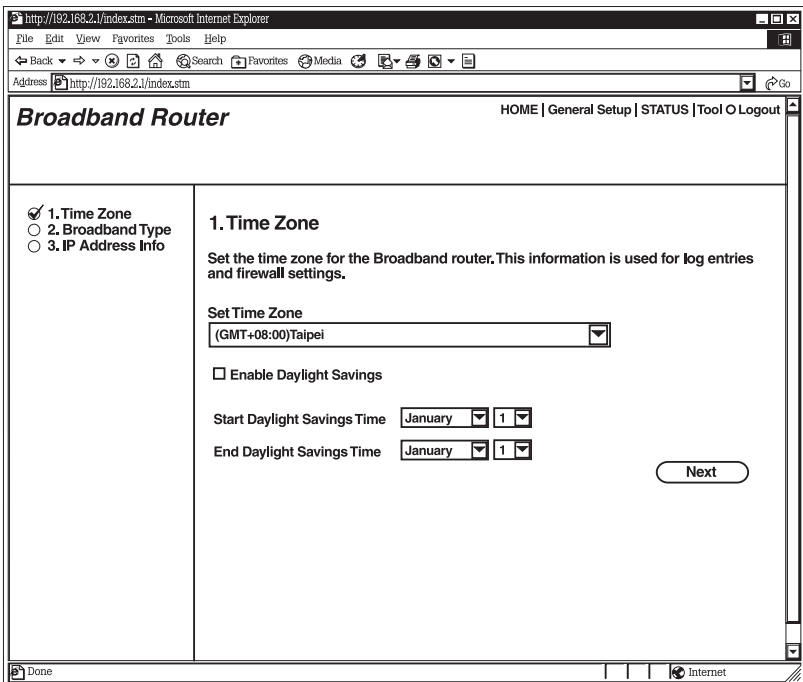 http://192.168.2.1/index.stm - Microsoft Internet Explorer
File Edit View Favorites Tools Help
Back Search Favorites Media
Address http://192.168.2.1/index.stm Go
Broadband Router
HOME | General Setup | STATUS | Tool O Logout
1. Time Zone
2. Broadband Type
3. IP Address Info
1. Time Zone
Set the time zone for the Broadband router. This information is used for log entries
and firewall settings.
Set Time Zone
(GMT+08:00)Taipei
Enable Daylight Savings
Start Daylight Savings Time January 1
End Daylight Savings Time January 1
Next
Done Internet